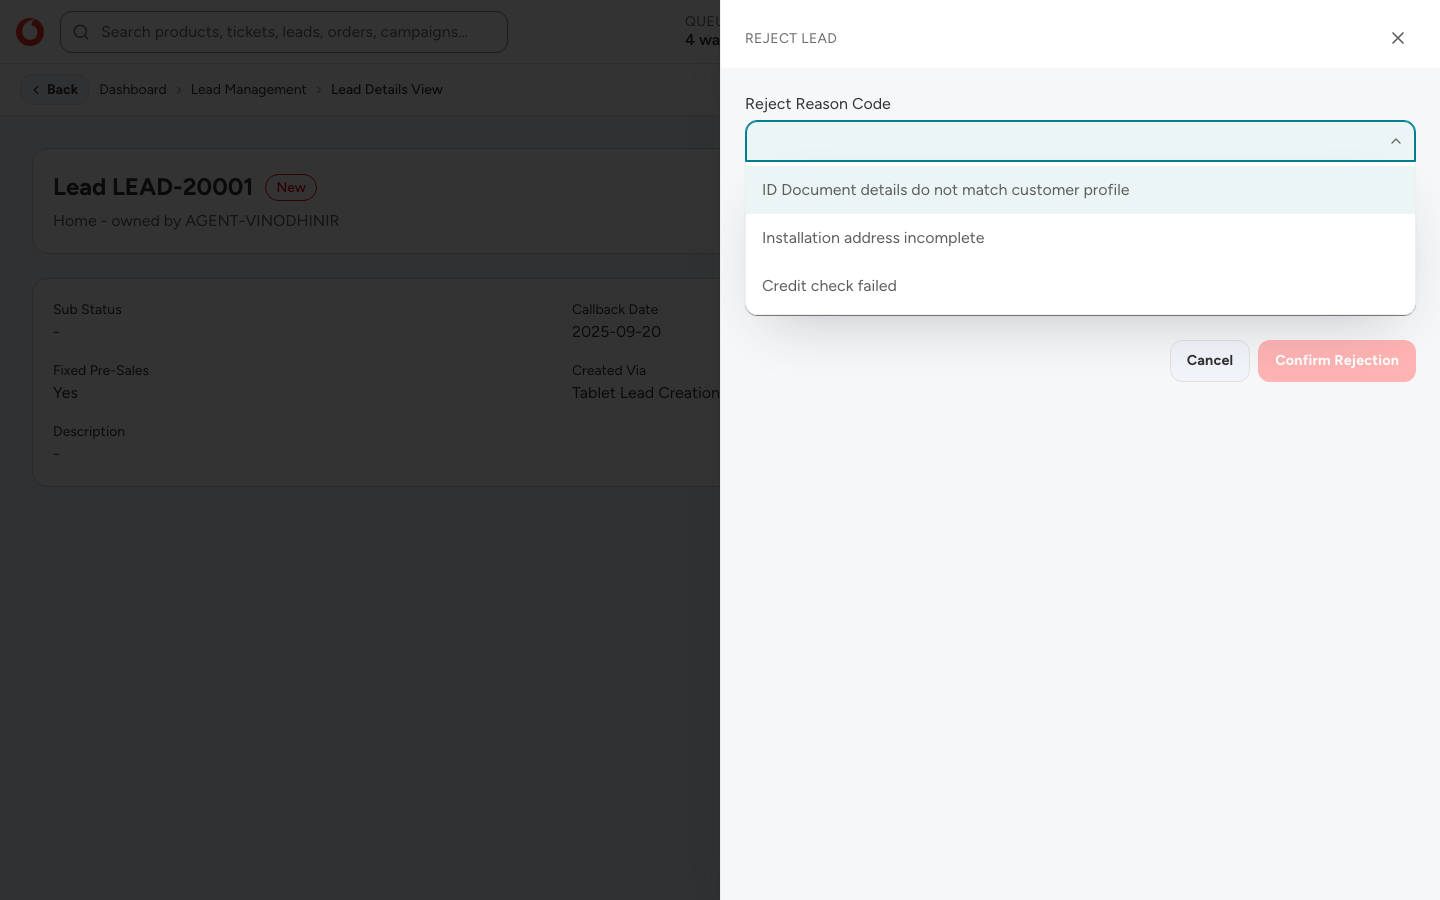 Search products, tickets, leads, orders, campaigns...
4 wa
REJECT LEAD
Back
Dashboard
Lead Management
Lead Details View
Lead LEAD-20001
New
Home - owned by AGENT-VINODHINIR
Sub Status
-
Callback Date
2025-09-20
Fixed Pre-Sales
Yes
Created Via
Tablet Lead Creation
Description
-
Reject Reason Code
ID Document details do not match customer profile
Installation address incomplete
Credit check failed
Cancel
Confirm Rejection